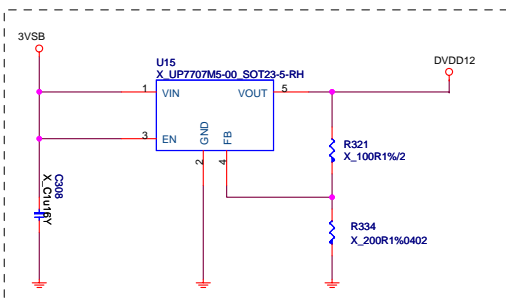 3VSB
U15
X_UP7707M5-00_SOT23-5-RH
DVDD12
1
VIN
VOUT
5
3
EN
GND
FB
2
4
R321
X_100R1%/2
C308
X_C1u16Y
R334
X_200R1%0402